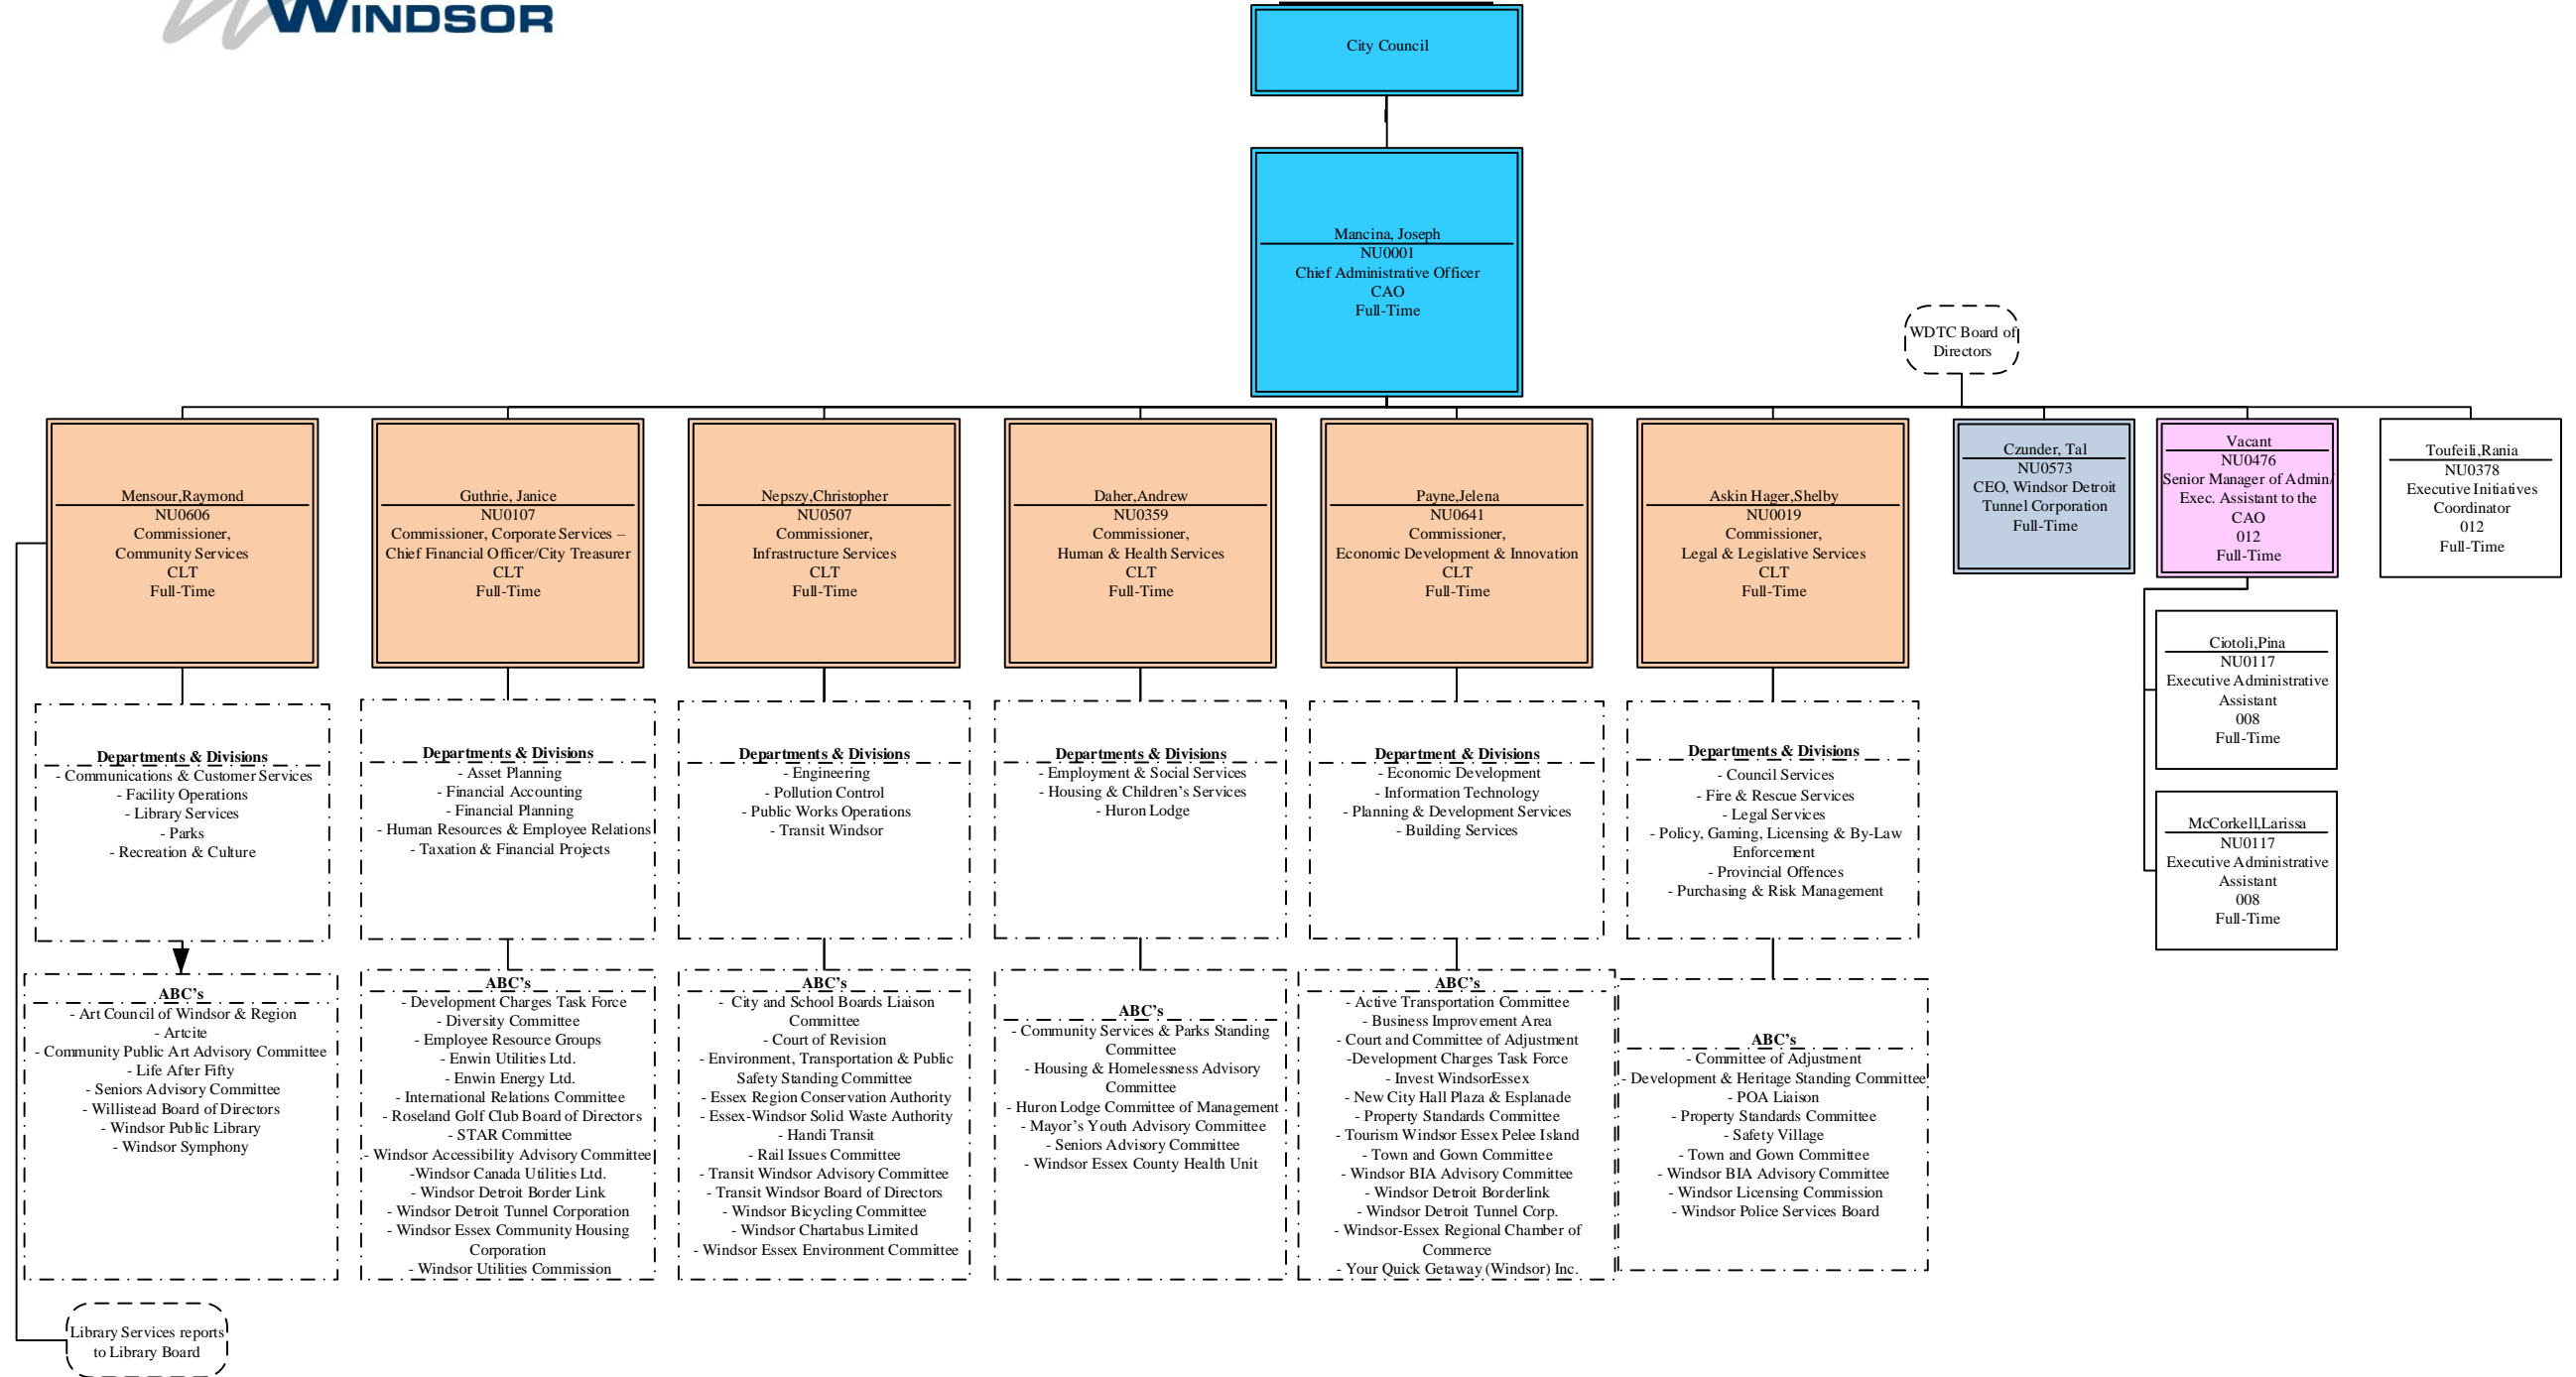 WINDSOR
City Council
Mancina, Joseph
NU0001
Chief Administrative Officer
CAO
Full-Time
WDTC Board of
Directors
Mensour,Raymond
NU0606
Commissioner,
Community Services
CLT
Full-Time
Guthrie, Janice
NU0107
Commissioner, Corporate Services –
Chief Financial Officer/City Treasurer
CLT
Full-Time
Nepszy,Christopher
NU0507
Commissioner,
Infrastructure Services
CLT
Full-Time
Daher,Andrew
NU0359
Commissioner,
Human & Health Services
CLT
Full-Time
Payne,Jelena
NU0641
Commissioner,
Economic Development & Innovation
CLT
Full-Time
Askin Hager,Shelby
NU0019
Commissioner,
Legal & Legislative Services
CLT
Full-Time
Czunder, Tal
NU0573
CEO, Windsor Detroit
Tunnel Corporation
Full-Time
Vacant
NU0476
Senior Manager of Admin/
Exec. Assistant to the
CAO
012
Full-Time
Toufeili,Rania
NU0378
Executive Initiatives
Coordinator
012
Full-Time
Ciotoli,Pina
NU0117
Executive Administrative
Assistant
008
Full-Time
McCorkell,Larissa
NU0117
Executive Administrative
Assistant
008
Full-Time
Departments & Divisions
- Communications & Customer Services
- Facility Operations
- Library Services
- Parks
- Recreation & Culture
Departments & Divisions
- Asset Planning
- Financial Accounting
- Financial Planning
- Human Resources & Employee Relations
- Taxation & Financial Projects
Departments & Divisions
- Engineering
- Pollution Control
- Public Works Operations
- Transit Windsor
Departments & Divisions
- Employment & Social Services
- Housing & Children's Services
- Huron Lodge
Department & Divisions
- Economic Development
- Information Technology
- Planning & Development Services
- Building Services
Departments & Divisions
- Council Services
- Fire & Rescue Services
- Legal Services
- Policy, Gaming, Licensing & By-Law
Enforcement
- Provincial Offences
- Purchasing & Risk Management
ABC's
- Art Council of Windsor & Region
- Artcite
- Community Public Art Advisory Committee
- Life After Fifty
- Seniors Advisory Committee
- Willistead Board of Directors
- Windsor Public Library
- Windsor Symphony
ABC's
- Development Charges Task Force
- Diversity Committee
- Employee Resource Groups
- Enwin Utilities Ltd.
- Enwin Energy Ltd.
- International Relations Committee
- Roseland Golf Club Board of Directors
- STAR Committee
- Windsor Accessibility Advisory Committee
-Windsor Canada Utilities Ltd.
- Windsor Detroit Border Link
- Windsor Detroit Tunnel Corporation
- Windsor Essex Community Housing
Corporation
- Windsor Utilities Commission
ABC's
- City and School Boards Liaison
Committee
- Court of Revision
- Environment, Transportation & Public
Safety Standing Committee
- Essex Region Conservation Authority
- Essex-Windsor Solid Waste Authority
- Handi Transit
- Rail Issues Committee
- Transit Windsor Advisory Committee
- Transit Windsor Board of Directors
- Windsor Bicycling Committee
- Windsor Chartabus Limited
- Windsor Essex Environment Committee
ABC's
- Community Services & Parks Standing
Committee
- Housing & Homelessness Advisory
Committee
- Huron Lodge Committee of Management
- Mayor's Youth Advisory Committee
- Seniors Advisory Committee
- Windsor Essex County Health Unit
ABC's
- Active Transportation Committee
- Business Improvement Area
- Court and Committee of Adjustment
-Development Charges Task Force
- Invest WindsorEssex
- New City Hall Plaza & Esplanade
- Property Standards Committee
- Tourism Windsor Essex Pelee Island
- Town and Gown Committee
- Windsor BIA Advisory Committee
- Windsor Detroit Borderlink
- Windsor Detroit Tunnel Corp.
- Windsor-Essex Regional Chamber of
Commerce
- Your Quick Getaway (Windsor) Inc.
ABC's
- Committee of Adjustment
- Development & Heritage Standing Committee
- POA Liaison
- Property Standards Committee
- Safety Village
- Town and Gown Committee
- Windsor BIA Advisory Committee
- Windsor Licensing Commission
- Windsor Police Services Board
Library Services reports
to Library Board